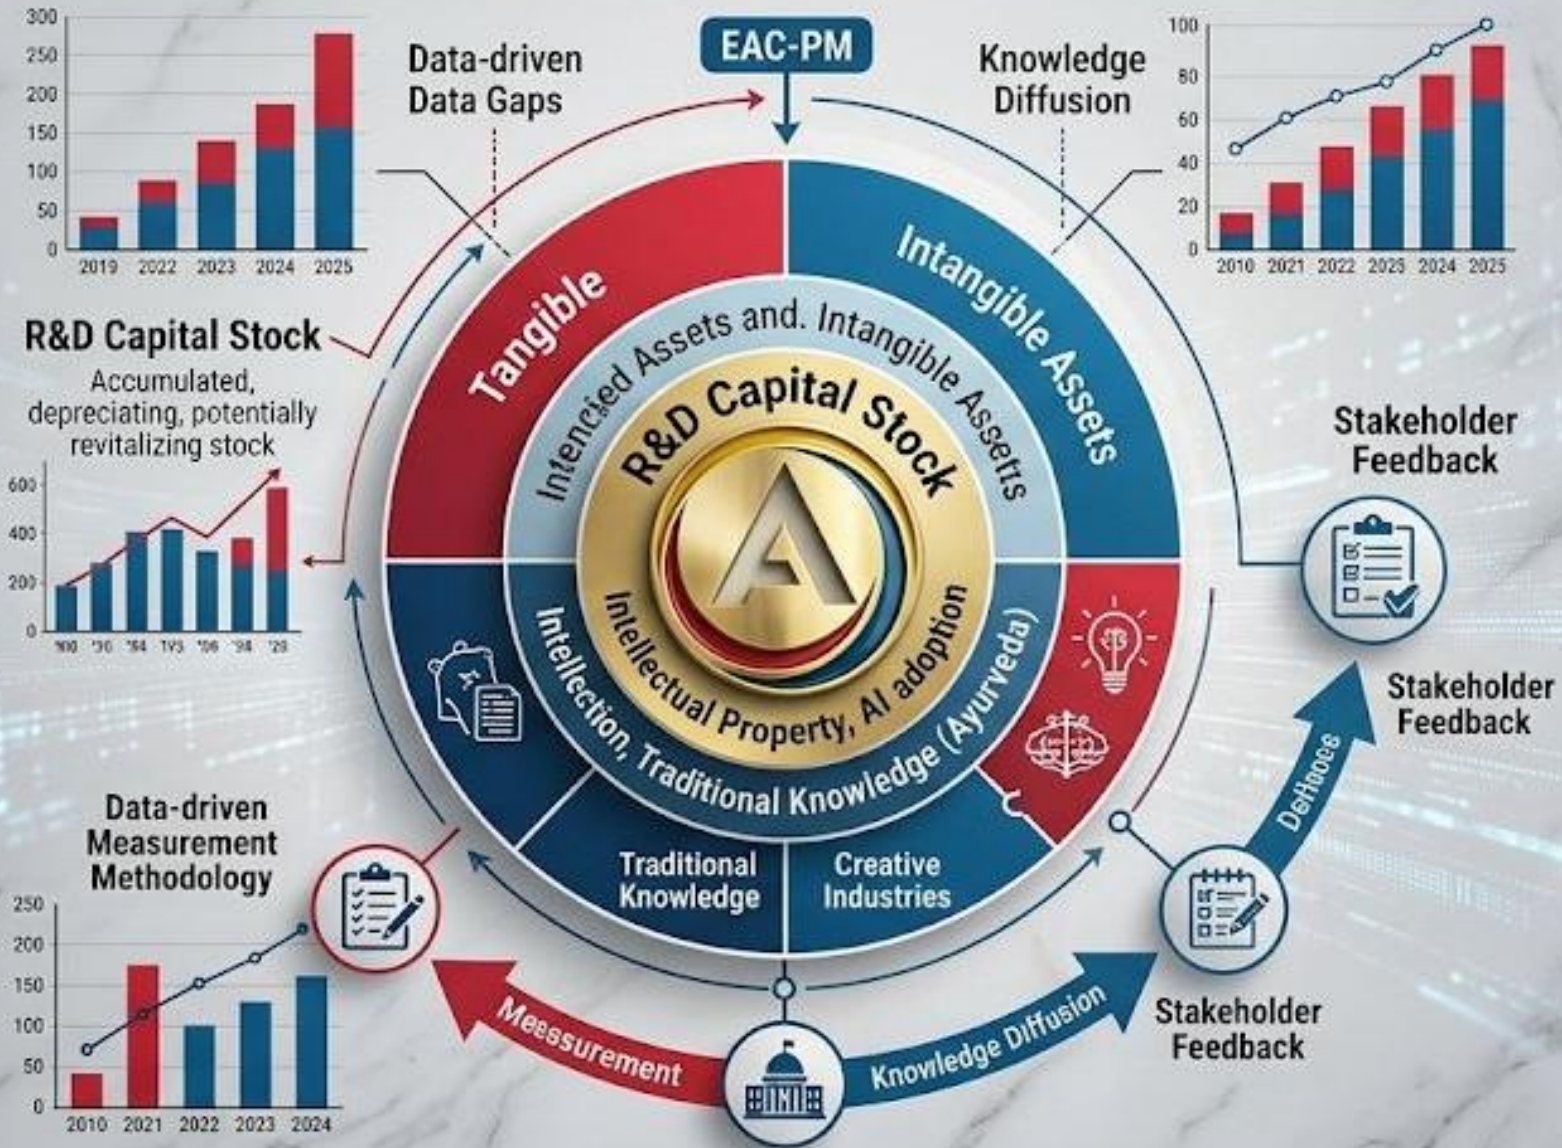 EAC-PM
Data-driven
Data Gaps
Knowledge
Diffusion
300
250
200
150
100
50
0
2019 2022 2023 2024 2025
100
80
60
40
20
0
2010 2021 2022 2023 2024 2025
R&D Capital Stock
Accumulated,
depreciating, potentially
revitalizing stock
600
400
200
0
Tangible
Intangible Assets
Assets and. Intangible
R&D Capital Stock
A
Intellectual Property, AI adoption
Intellection, Traditional Knowledge (Ayurveda)
Traditional
Knowledge
Creative
Industries
Stakeholder
Feedback
Stakeholder
Feedback
Data-driven
Measurement
Methodology
250
200
150
100
50
0
2010 2021 2022 2023 2024
Knowledge Diffusion
Stakeholder
Feedback